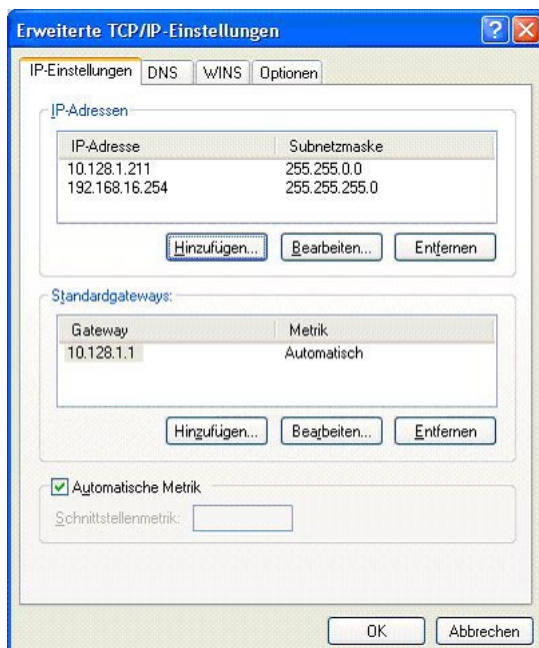 Erweiterte TCP/IP-Einstellungen
IP-Einstellungen DNS WINS Optionen
IP-Adressen
IP-Adresse Subnetzmaske
10.128.1.211 255.255.0.0
192.168.16.254 255.255.255.0
Hinzufügen... Bearbeiten... Entfernen
Standardgateways:
Gateway Metrik
10.128.1.1 Automatisch
Hinzufügen... Bearbeiten... Entfernen
Automatische Metrik
Schnittstellenmetrik:
OK Abbrechen